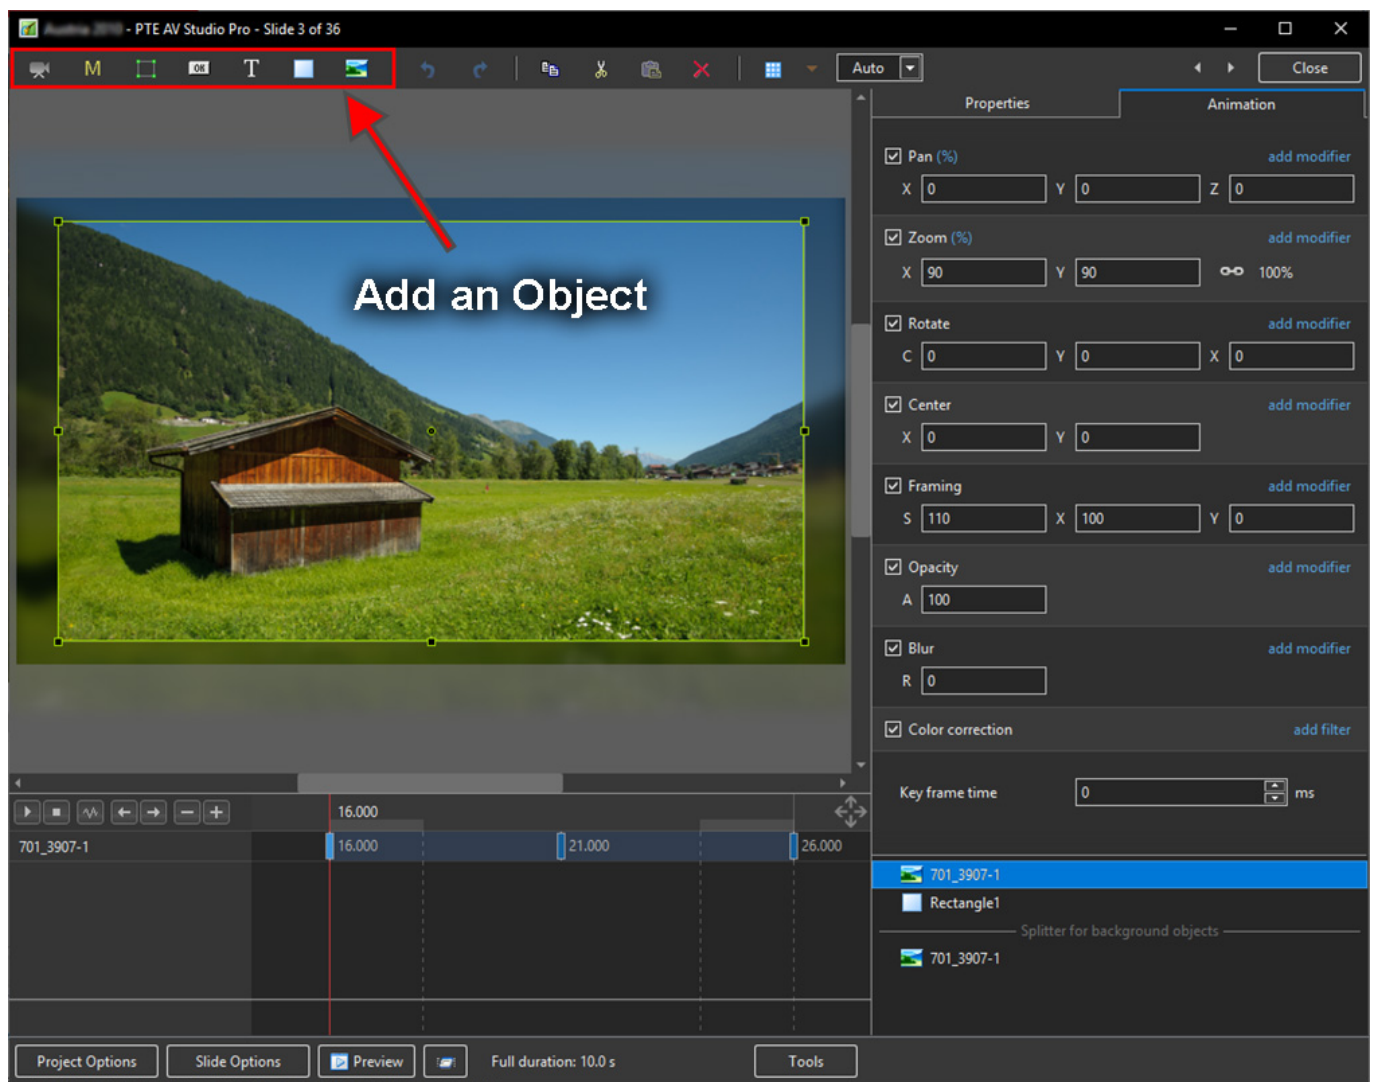 - PTE AV Studio Pro - Slide 3 of 36
M OK T Auto Close
Properties Animation
Pan (%) add modifier
X 0 Y 0 Z 0
Zoom (%) add modifier
X 90 Y 90 100%
Rotate add modifier
C 0 Y 0 X 0
Center add modifier
X 0 Y 0
Framing add modifier
S 110 X 100 Y 0
Opacity add modifier
A 100
Blur add modifier
R 0
Color correction add filter
Key frame time 0 ms
Add an Object
16.000
701_3907-1 16.000 21.000 26.000
701_3907-1
Rectangle1
Splitter for background objects
701_3907-1
Project Options Slide Options Preview Full duration: 10.0 s Tools